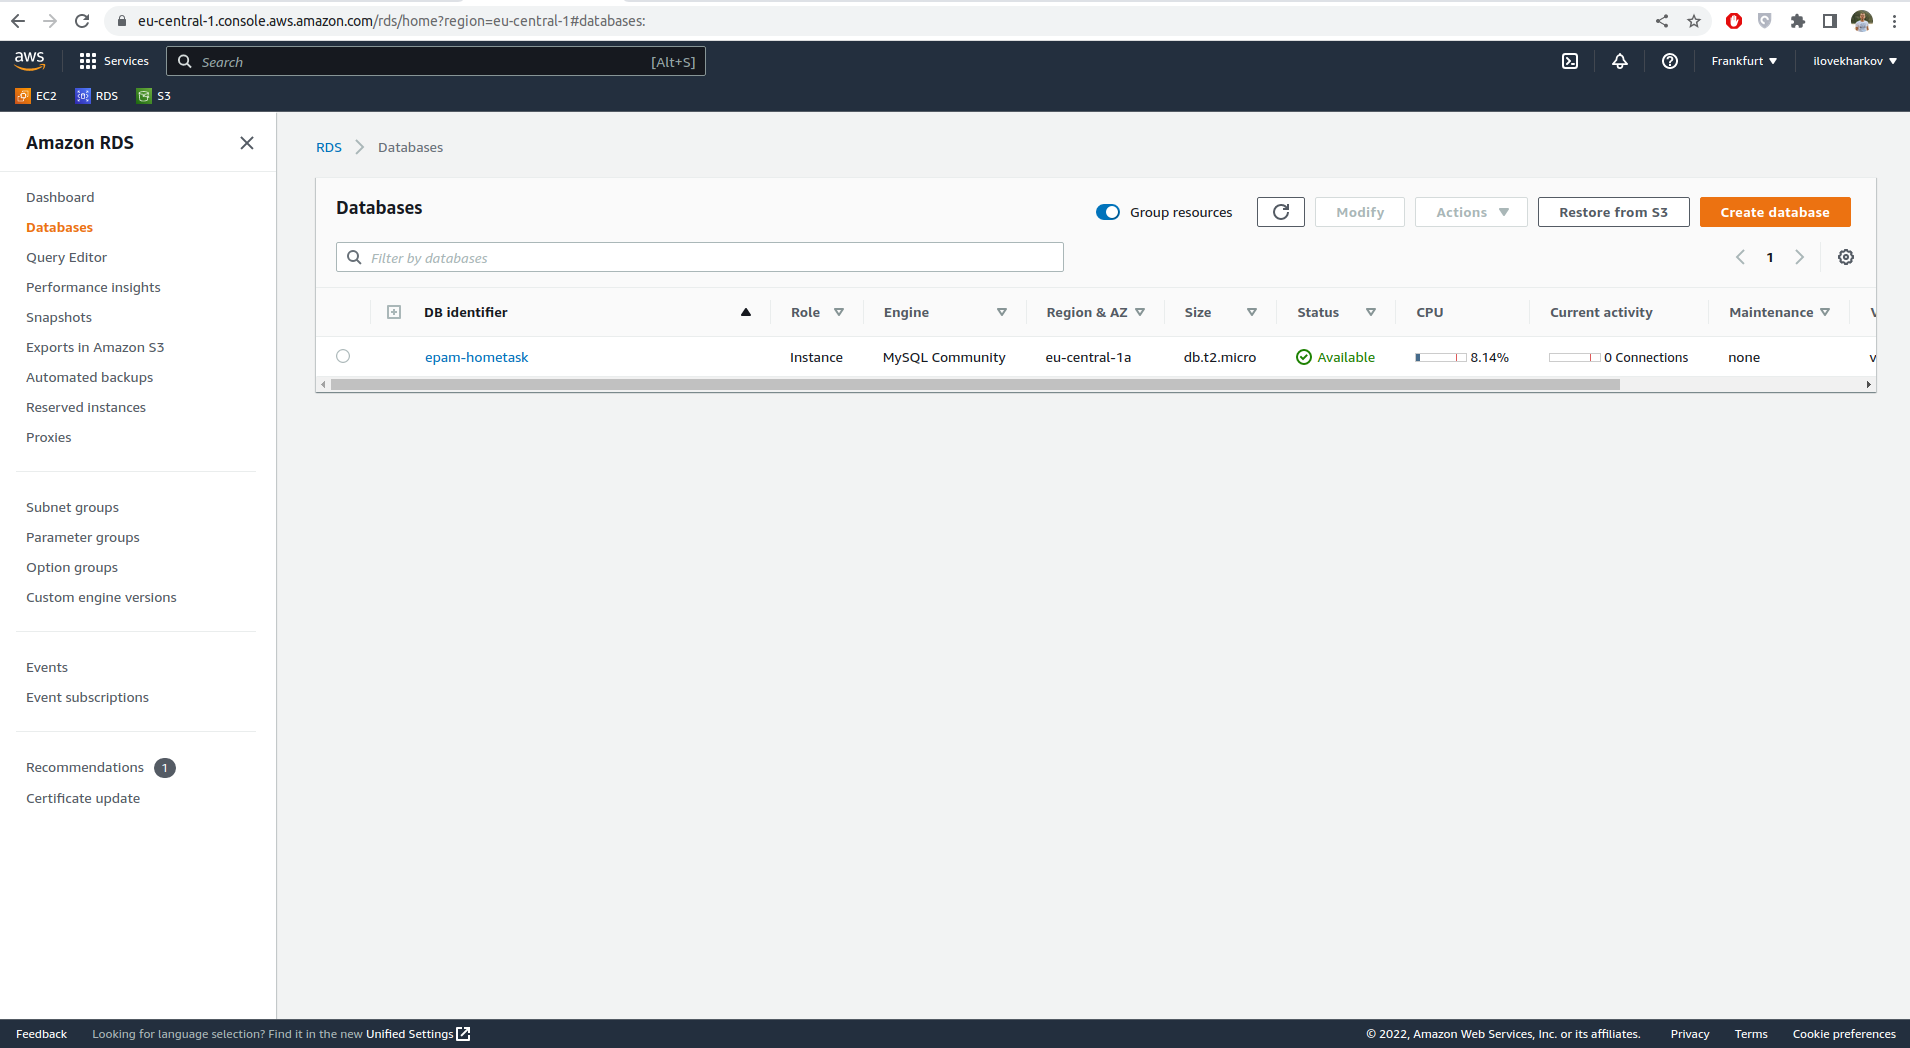 eu-central-1.console.aws.amazon.com/rds/home?region=eu-central-1#databases:
aws Services Search [Alt+S] Frankfurt ilovekharkov
EC2 RDS S3
Amazon RDS
Dashboard
Databases
Query Editor
Performance insights
Snapshots
Exports in Amazon S3
Automated backups
Reserved instances
Proxies
Subnet groups
Parameter groups
Option groups
Custom engine versions
Events
Event subscriptions
Recommendations 1
Certificate update
RDS Databases
Databases Group resources Modify Actions Restore from S3 Create database
Filter by databases 1
DB identifier Role Engine Region & AZ Size Status CPU Current activity Maintenance V
epam-hometask Instance MySQL Community eu-central-1a db.t2.micro Available 8.14% 0 Connections none v
Feedback Looking for language selection? Find it in the new Unified Settings © 2022, Amazon Web Services, Inc. or its affiliates. Privacy Terms Cookie preferences